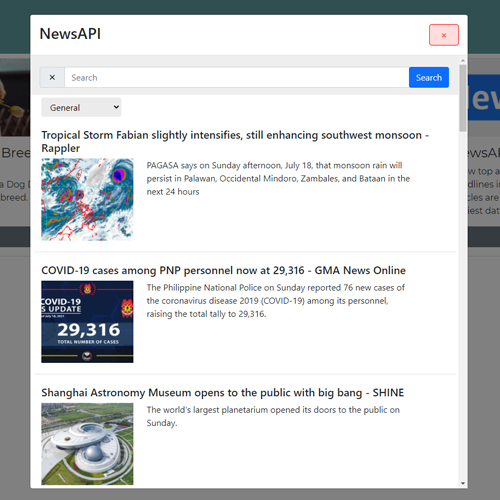 NewsAPI
×
✕ Search Search
General
Tropical Storm Fabian slightly intensifies, still enhancing southwest monsoon -
Rappler
PAGASA says on Sunday afternoon, July 18, that monsoon rain will
persist in Palawan, Occidental Mindoro, Zambales, and Bataan in the
next 24 hours
COVID-19 cases among PNP personnel now at 29,316 - GMA News Online
COVID-19
S UPDATE
29,316
TOTAL NUMBER OF CASES
The Philippine National Police on Sunday reported 76 new cases of
the coronavirus disease 2019 (COVID-19) among its personnel,
raising the total tally to 29,316.
Shanghai Astronomy Museum opens to the public with big bang - SHINE
The world's largest planetarium opened its doors to the public on
Sunday.
Bree
a Dog D
breed.
ew
wsAP
w top a
dlines i
cles are
iest dat